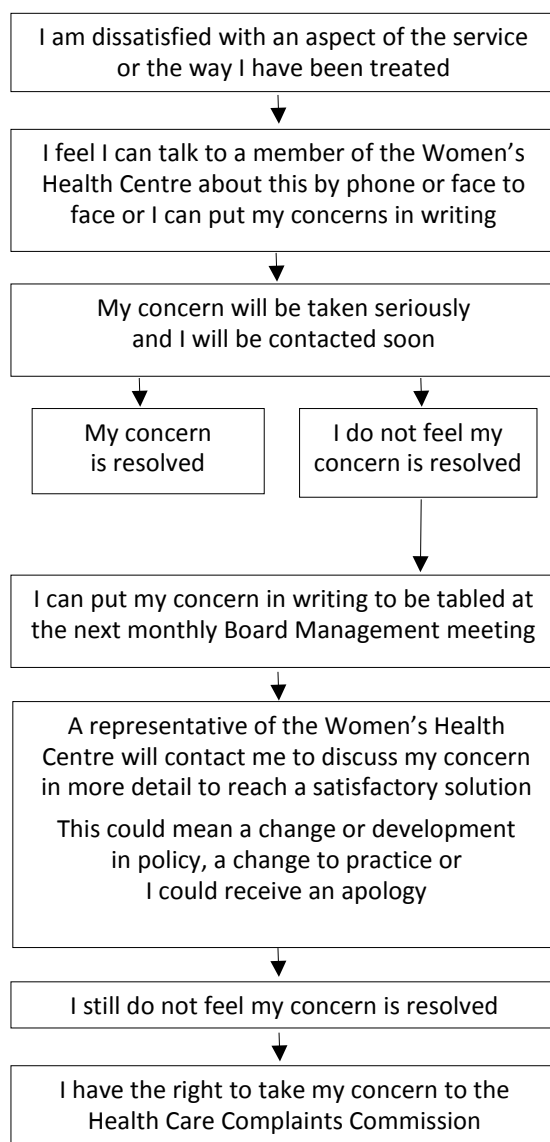 I am dissatisfied with an aspect of the service
or the way I have been treated
I feel I can talk to a member of the Women’s
Health Centre about this by phone or face to
face or I can put my concerns in writing
My concern will be taken seriously
and I will be contacted soon
My concern
is resolved
I do not feel my
concern is resolved
I can put my concern in writing to be tabled at
the next monthly Board Management meeting
A representative of the Women’s Health
Centre will contact me to discuss my concern
in more detail to reach a satisfactory solution
This could mean a change or development
in policy, a change to practice or
I could receive an apology
I still do not feel my concern is resolved
I have the right to take my concern to the
Health Care Complaints Commission